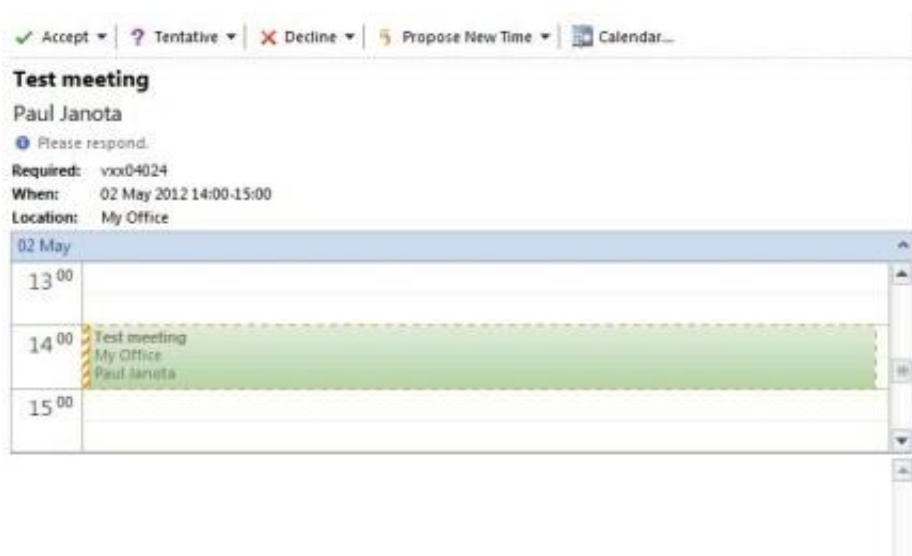 Accept Tentative Decline Propose New Time Calendar...
Test meeting
Paul Janota
Please respond.
Required: vxx04024
When: 02 May 2012 14:00-15:00
Location: My Office
02 May
13 00
14 00 Test meeting
My Office
Paul Janota
15 00